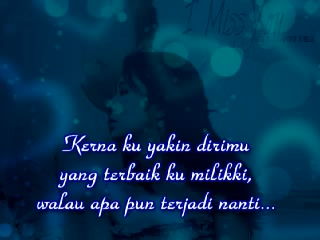 I Miss You
Kerna ku yakin dirimu
yang terbaik ku milikki,
walau apa pun terjadi nanti...